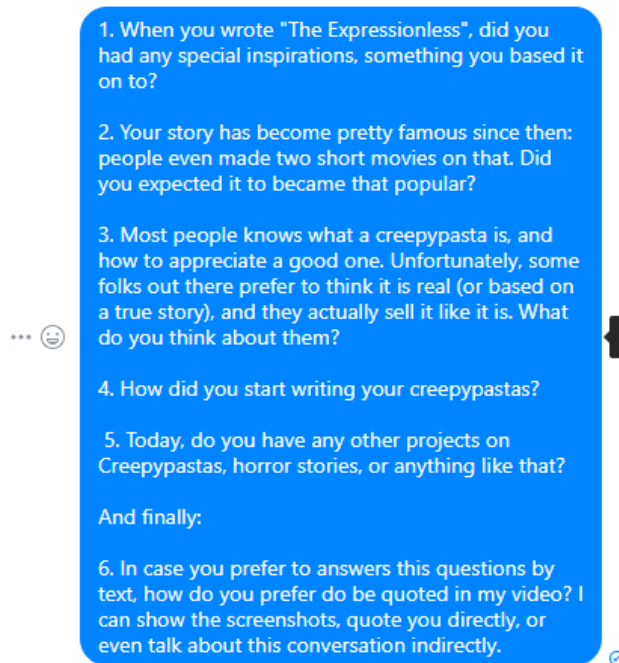 1. When you wrote "The Expressionless", did you
had any special inspirations, something you based it
on to?
2. Your story has become pretty famous since then:
people even made two short movies on that. Did
you expected it to became that popular?
3. Most people knows what a creepypasta is, and
how to appreciate a good one. Unfortunately, some
folks out there prefer to think it is real (or based on
a true story), and they actually sell it like it is. What
do you think about them?
4. How did you start writing your creepypastas?
5. Today, do you have any other projects on
Creepypastas, horror stories, or anything like that?
And finally:
6. In case you prefer to answers this questions by
text, how do you prefer do be quoted in my video? I
can show the screenshots, quote you directly, or
even talk about this conversation indirectly.